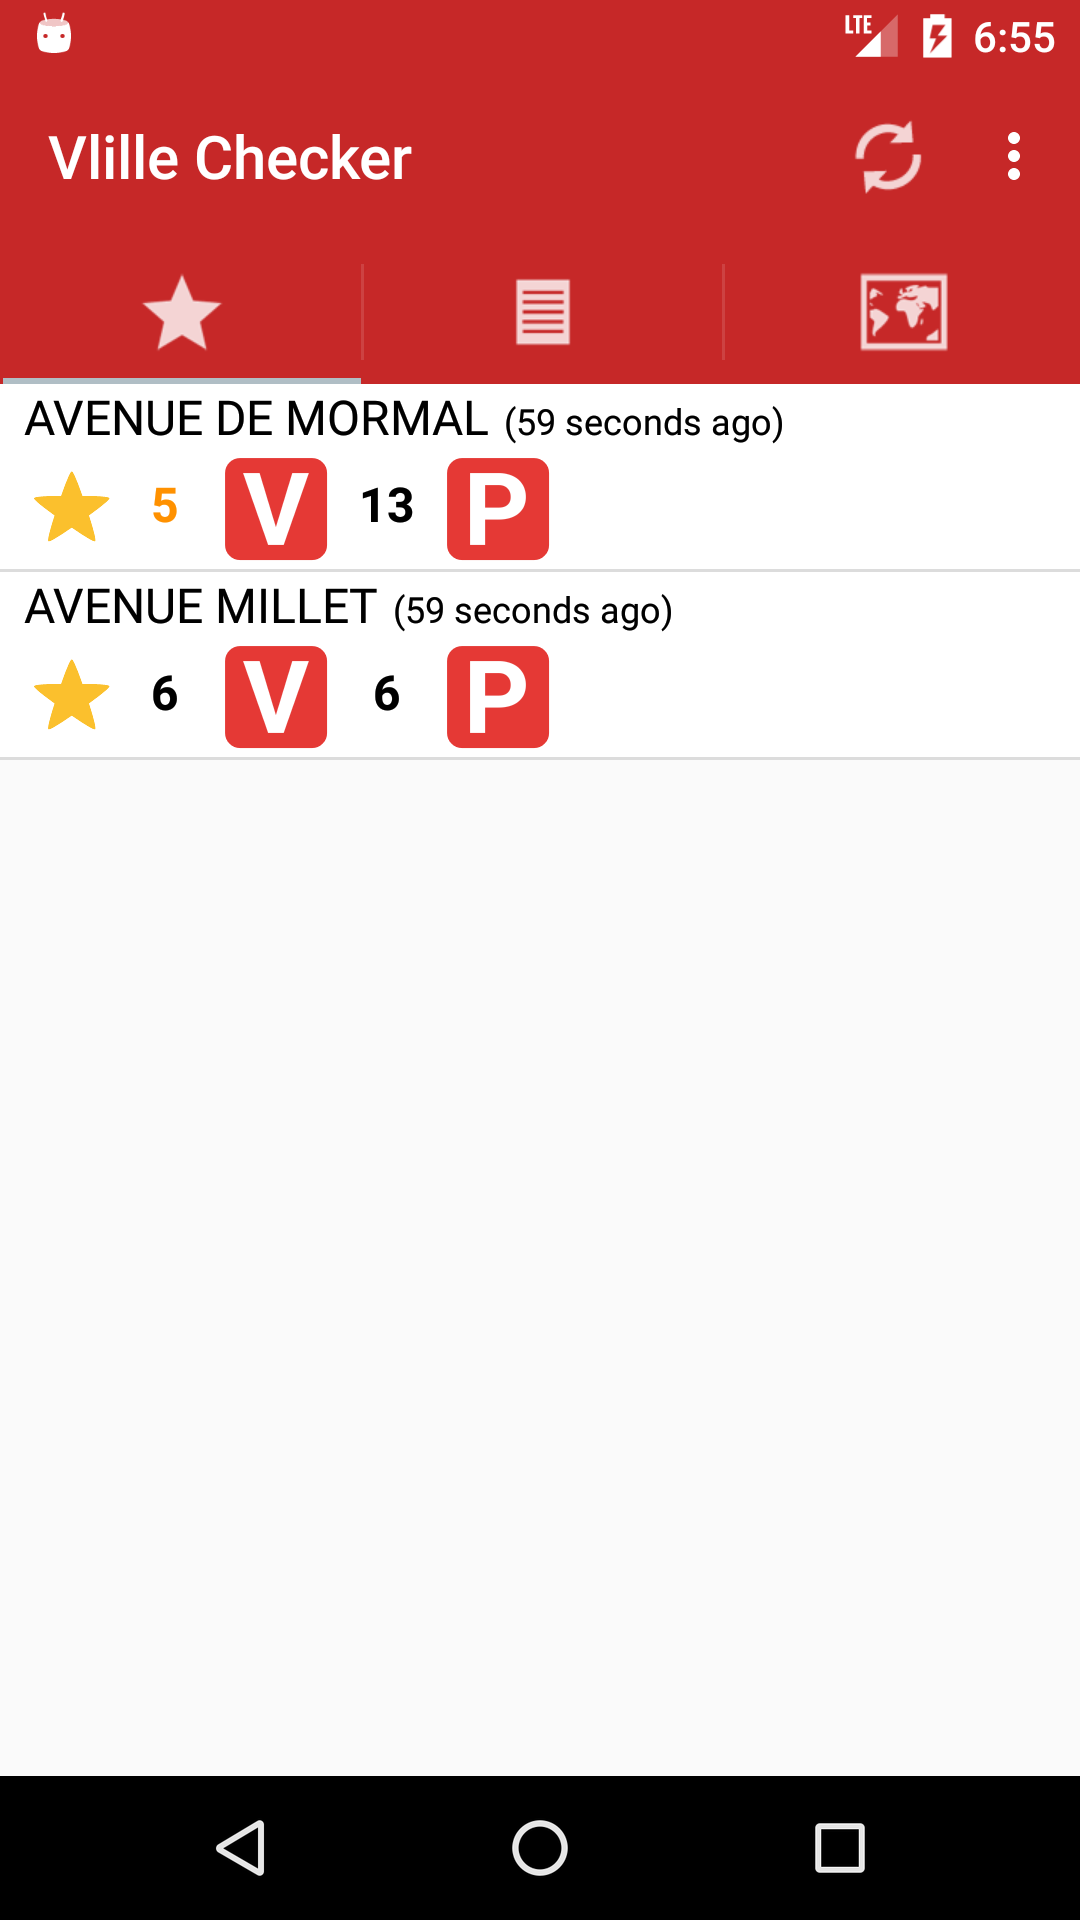 LTE 6:55
Vlille Checker
AVENUE DE MORMAL (59 seconds ago)
5 V 13 P
AVENUE MILLET (59 seconds ago)
6 V 6 P